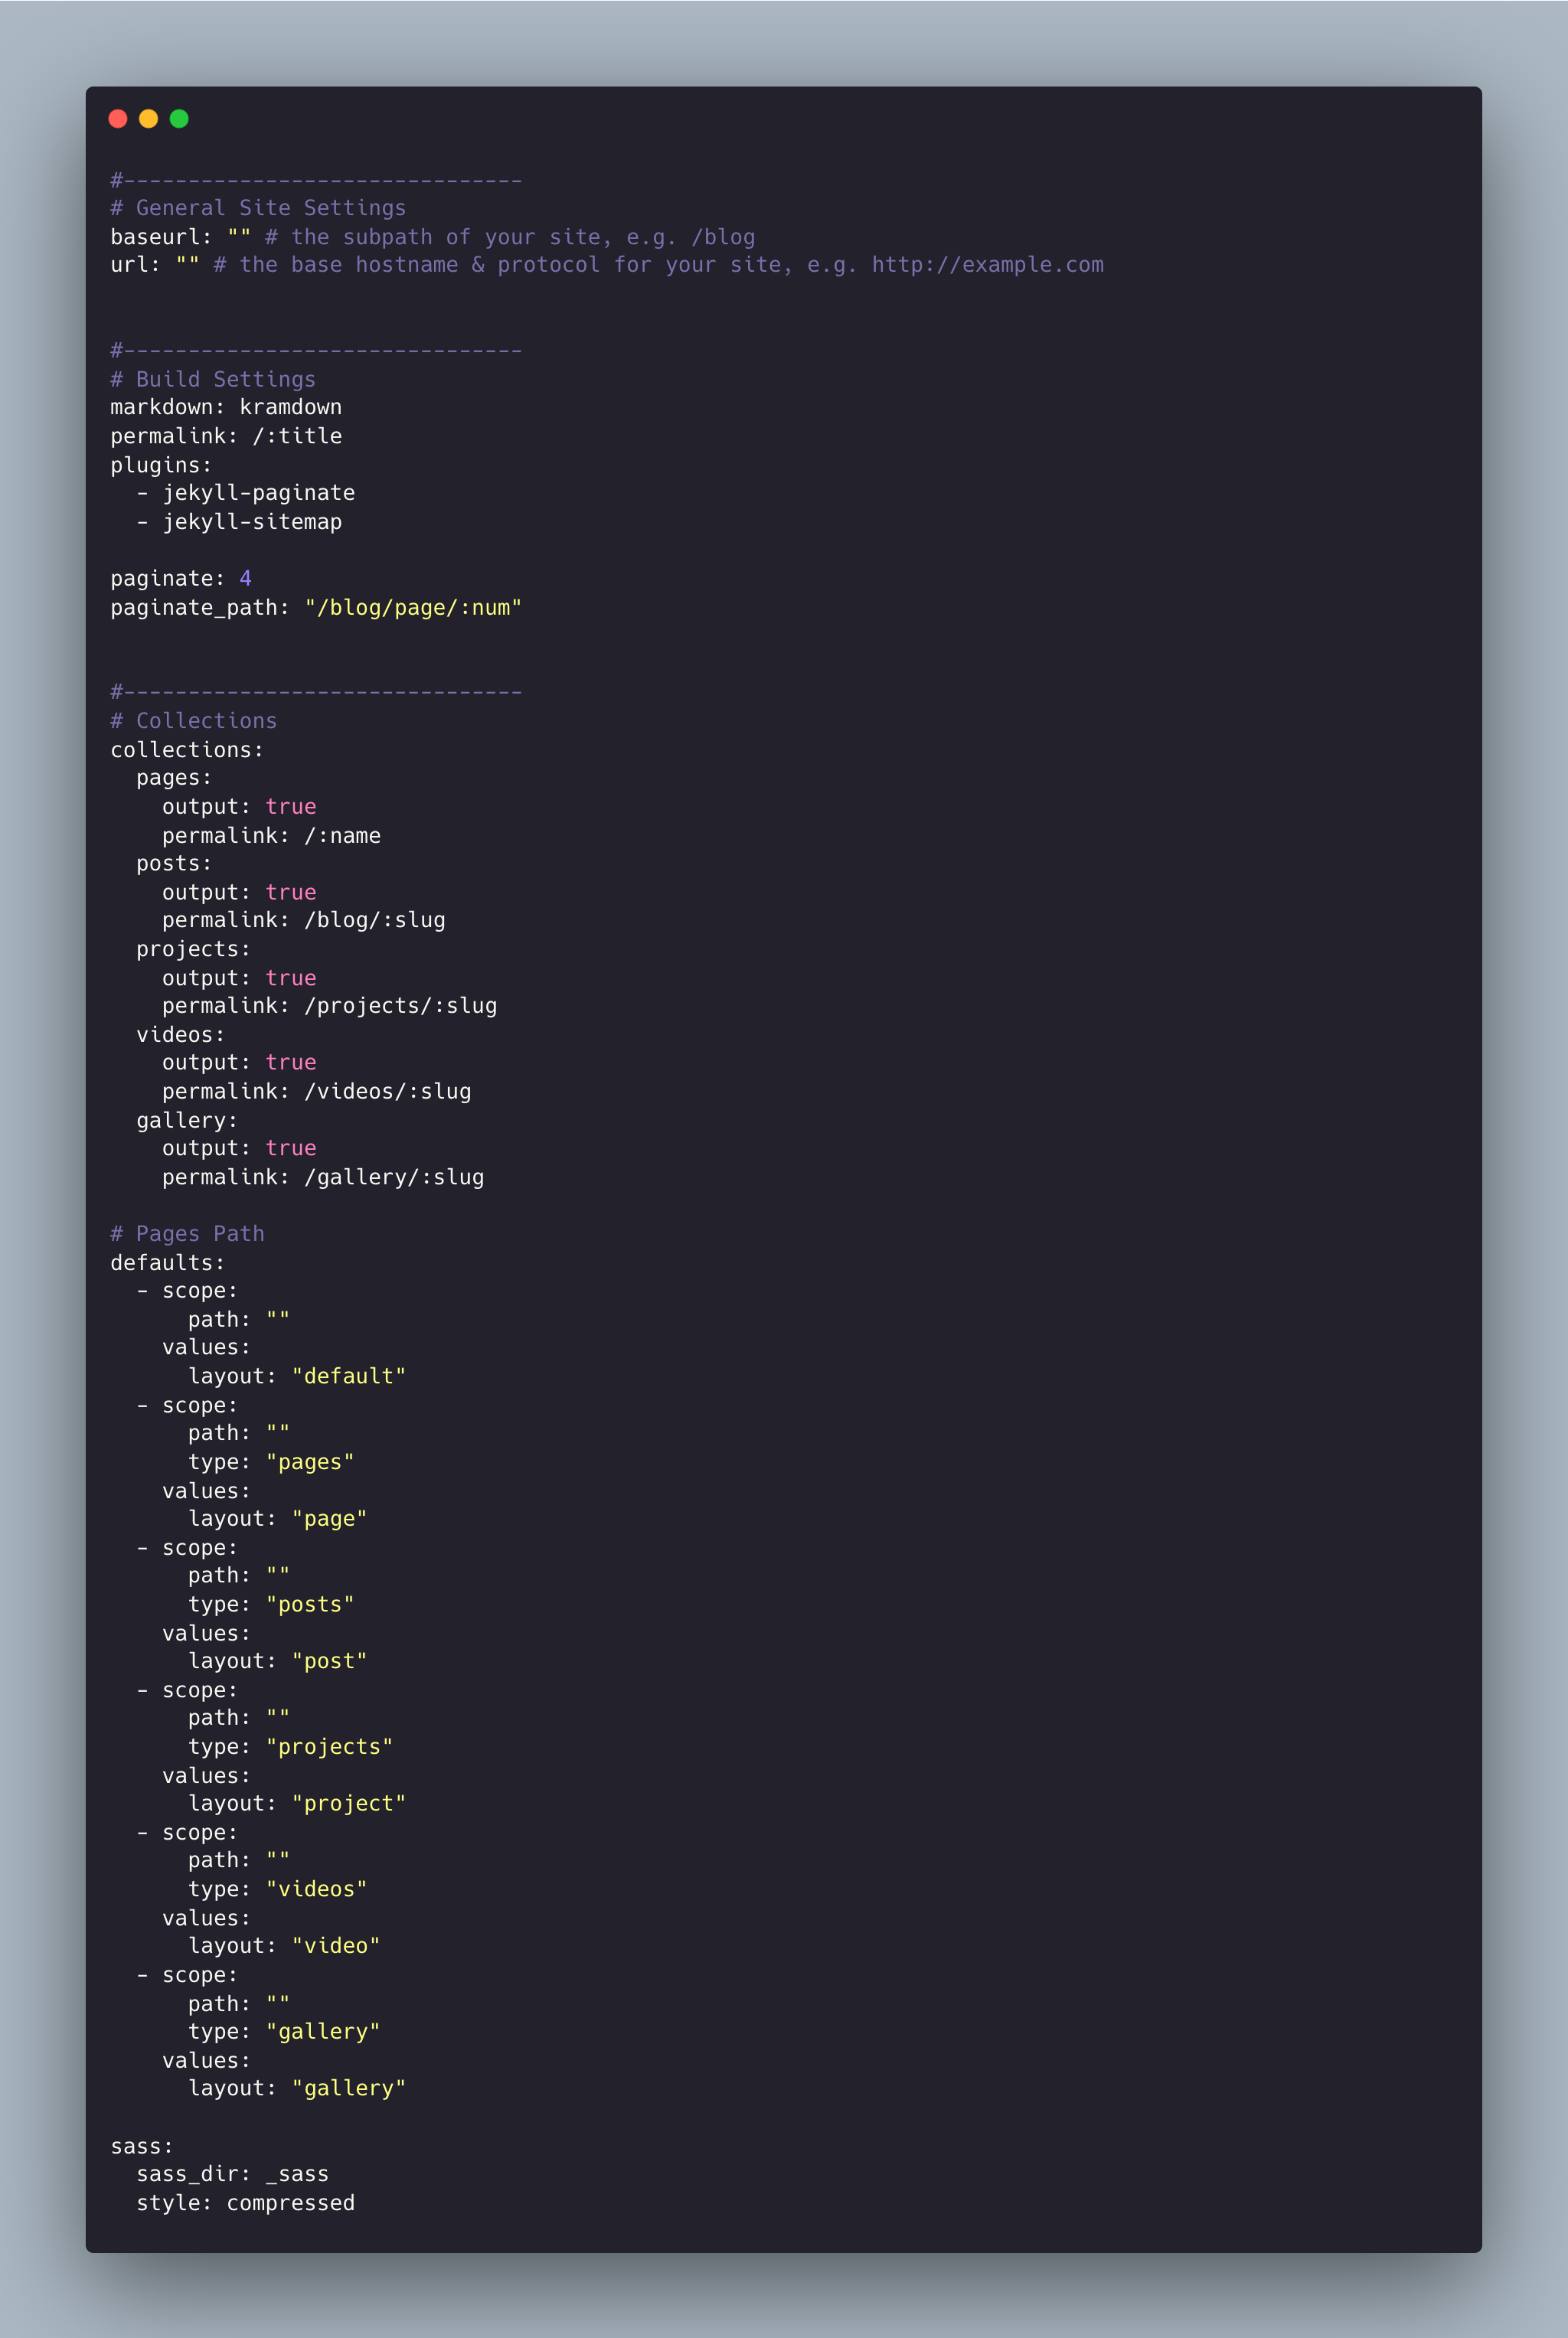 #-------------------------------
# General Site Settings
baseurl: "" # the subpath of your site, e.g. /blog
url: "" # the base hostname & protocol for your site, e.g. http://example.com
#-------------------------------
# Build Settings
markdown: kramdown
permalink: /:title
plugins:
  - jekyll-paginate
  - jekyll-sitemap
paginate: 4
paginate_path: "/blog/page/:num"
#-------------------------------
# Collections
collections:
  pages:
    output: true
    permalink: /:name
  posts:
    output: true
    permalink: /blog/:slug
  projects:
    output: true
    permalink: /projects/:slug
  videos:
    output: true
    permalink: /videos/:slug
  gallery:
    output: true
    permalink: /gallery/:slug
# Pages Path
defaults:
  - scope:
      path: ""
    values:
      layout: "default"
  - scope:
      path: ""
      type: "pages"
    values:
      layout: "page"
  - scope:
      path: ""
      type: "posts"
    values:
      layout: "post"
  - scope:
      path: ""
      type: "projects"
    values:
      layout: "project"
  - scope:
      path: ""
      type: "videos"
    values:
      layout: "video"
  - scope:
      path: ""
      type: "gallery"
    values:
      layout: "gallery"
sass:
  sass_dir: _sass
  style: compressed